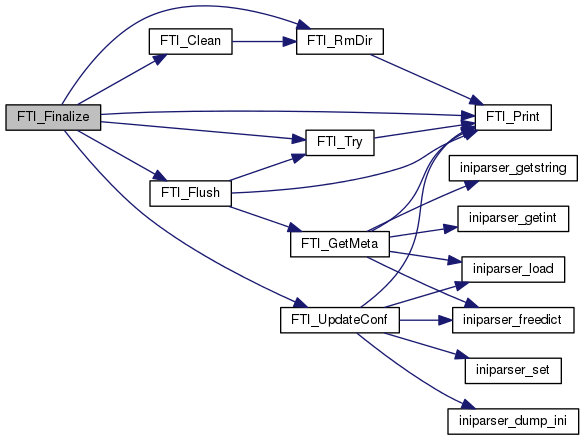 FTI_Finalize
FTI_Clean
FTI_RmDir
FTI_Print
FTI_Try
FTI_Flush
FTI_GetMeta
FTI_UpdateConf
iniparser_getstring
iniparser_getint
iniparser_load
iniparser_freedict
iniparser_set
iniparser_dump_ini